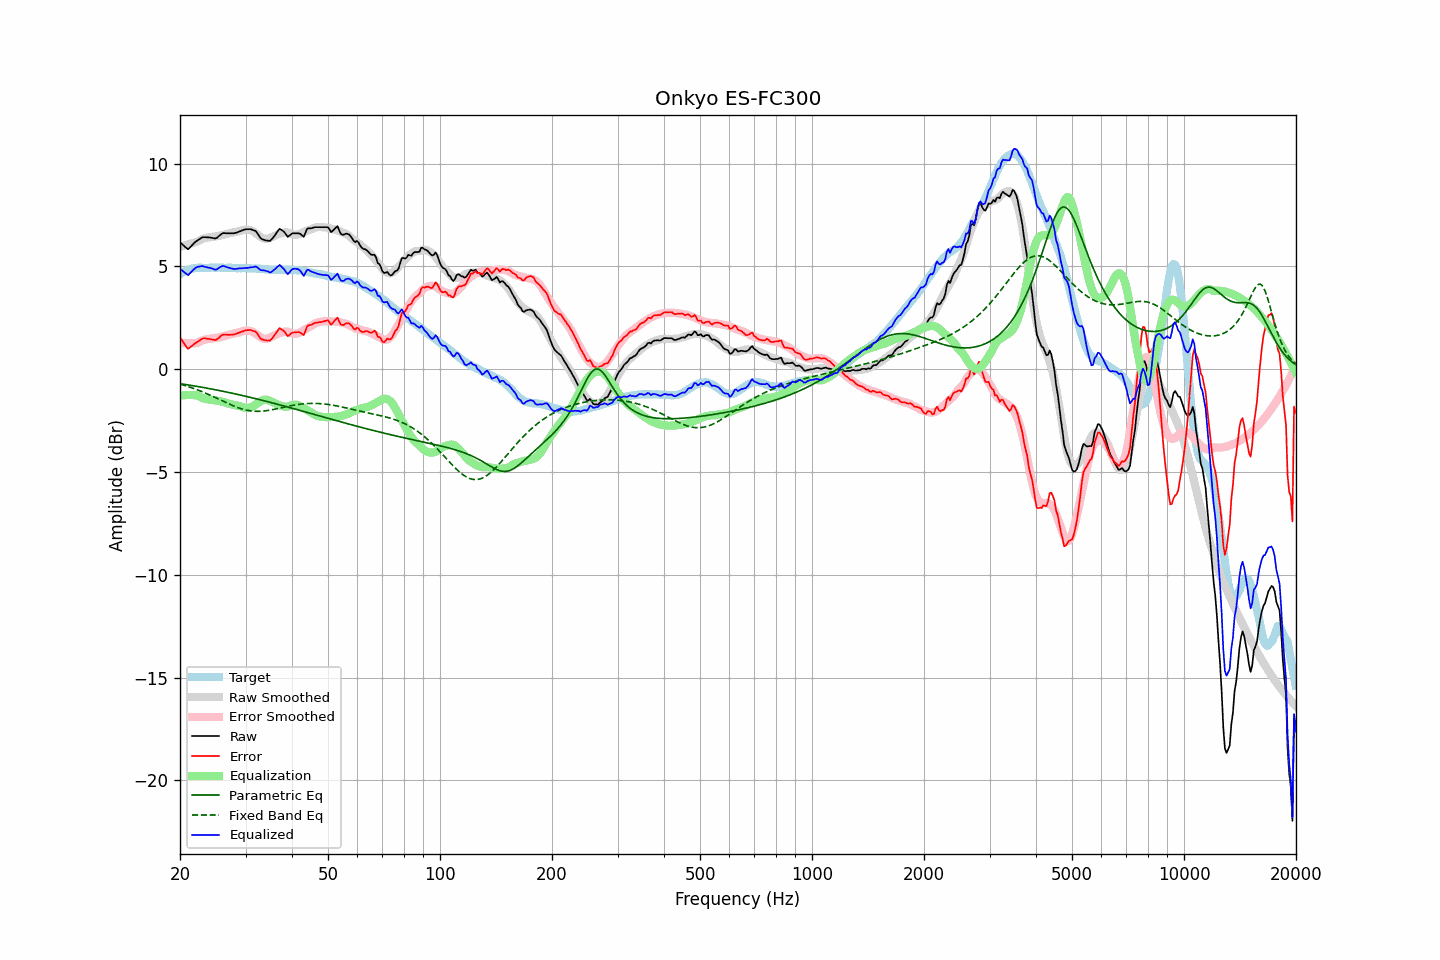 Onkyo ES-FC300
Amplitude (dBr)
10
5
0
−5
−10
−15
−20
Target
Raw Smoothed
Error Smoothed
Raw
Error
Equalization
Parametric Eq
Fixed Band Eq
Equalized
20 50 100 200 500 1000 2000 5000 10000 20000
Frequency (Hz)